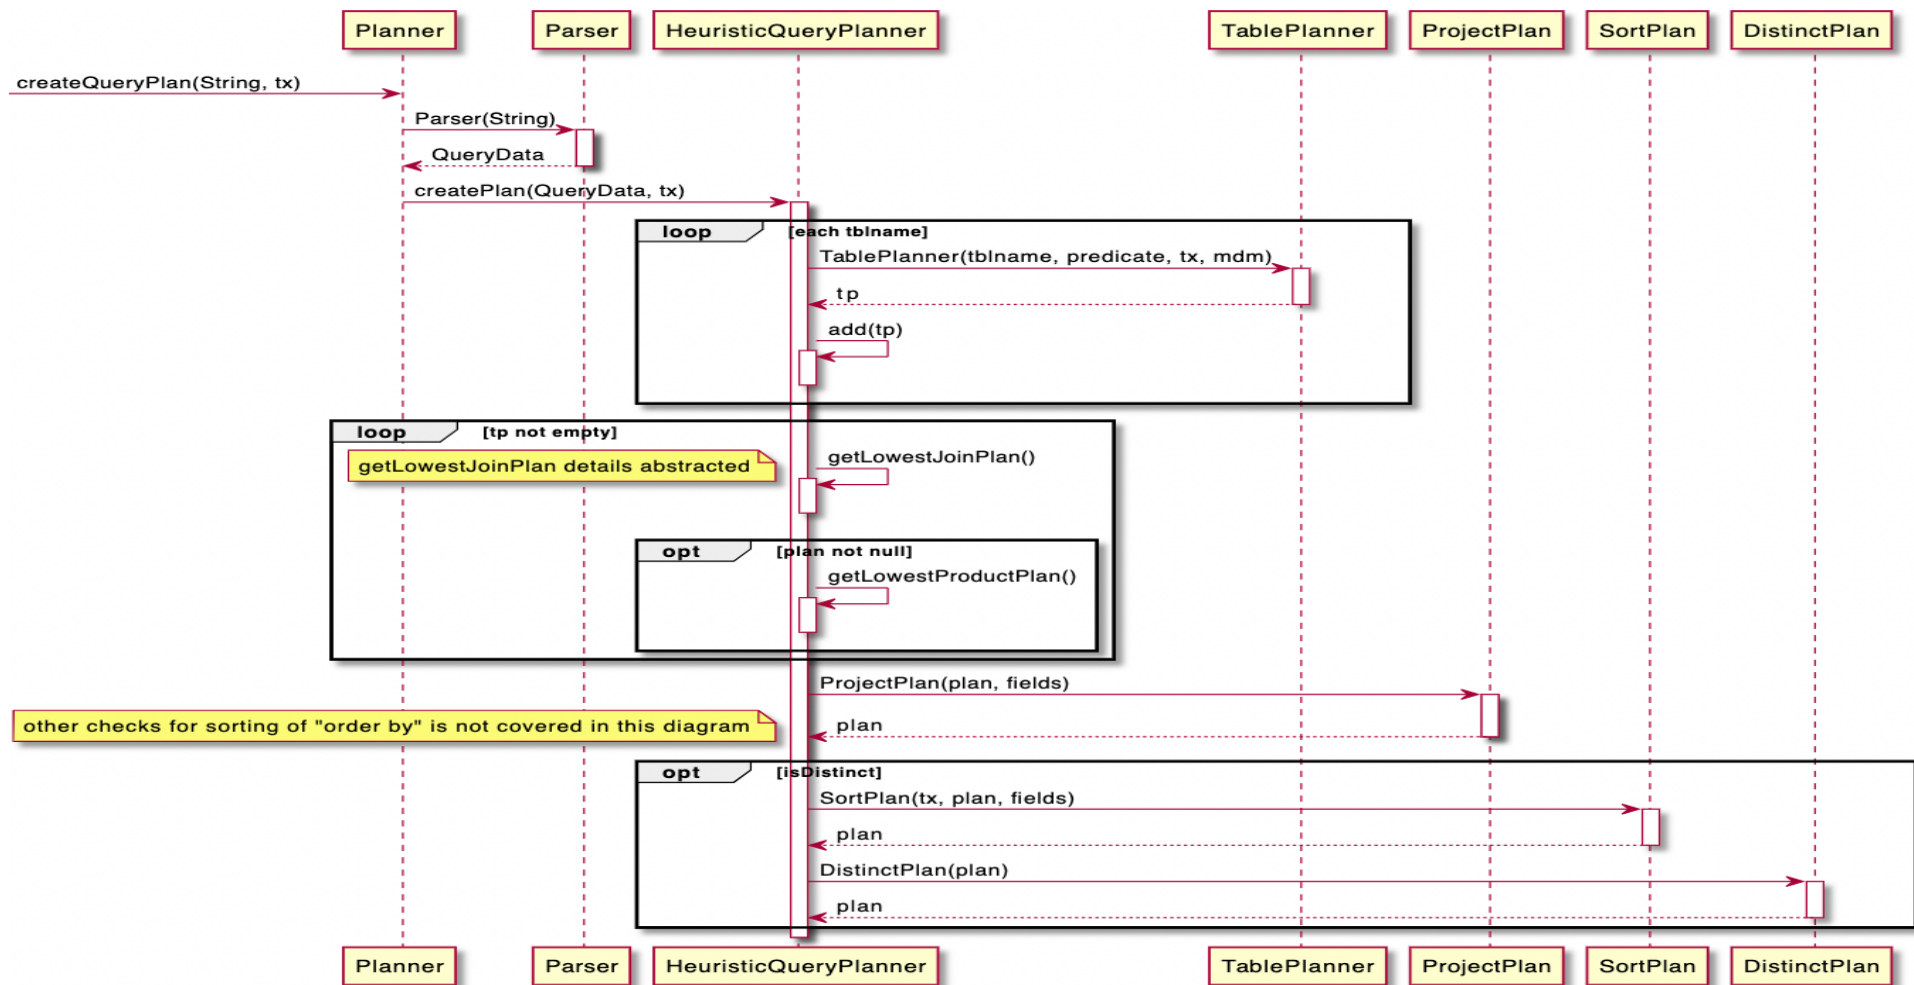 Planner
Parser
HeuristicQueryPlanner
TablePlanner
ProjectPlan
SortPlan
DistinctPlan
createQueryPlan(String, tx)
Parser(String)
QueryData
createPlan(QueryData, tx)
loop
[each tblname]
TablePlanner(tblname, predicate, tx, mdm)
tp
add(tp)
loop
[tp not empty]
getLowestJoinPlan details abstracted
getLowestJoinPlan()
opt
[plan not null]
getLowestProductPlan()
ProjectPlan(plan, fields)
other checks for sorting of "order by" is not covered in this diagram
plan
opt
[isDistinct]
SortPlan(tx, plan, fields)
plan
DistinctPlan(plan)
plan
Planner
Parser
HeuristicQueryPlanner
TablePlanner
ProjectPlan
SortPlan
DistinctPlan